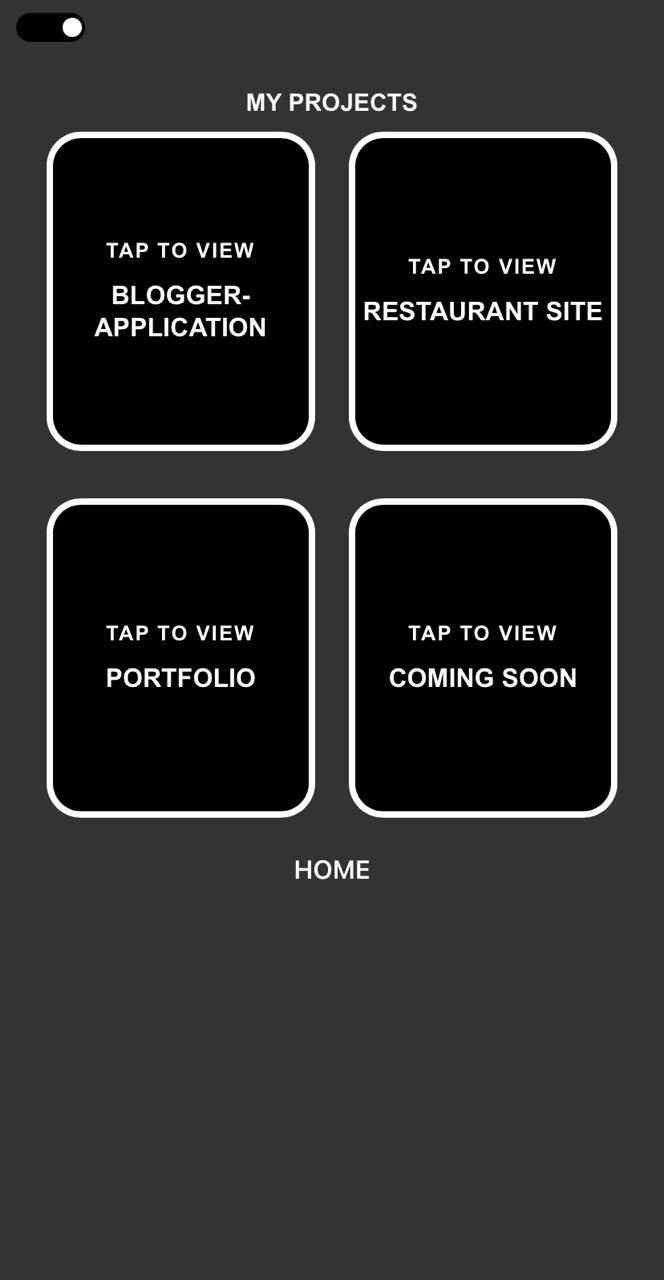 MY PROJECTS
TAP TO VIEW
BLOGGER-
APPLICATION
TAP TO VIEW
RESTAURANT SITE
TAP TO VIEW
PORTFOLIO
TAP TO VIEW
COMING SOON
HOME